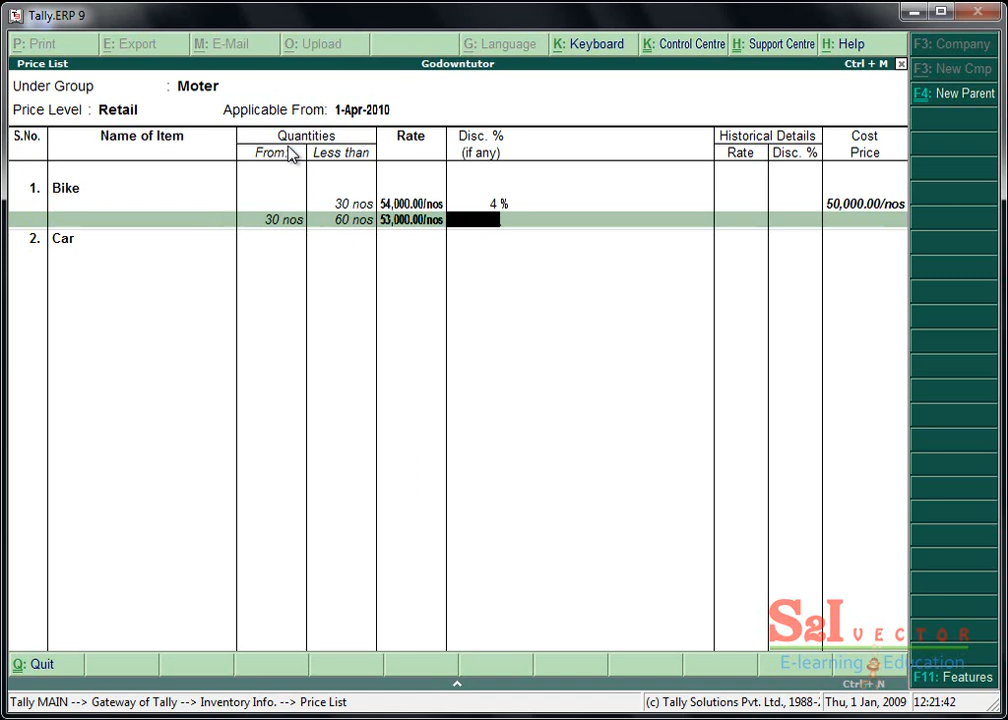 Tally.ERP 9
P: Print E: Export M: E-Mail O: Upload G: Language K: Keyboard K: Control Centre H: Support Centre H: Help F3: Company
Price List Godowntutor Ctrl + M F3: New Cmp
Under Group : Moter F4: New Parent
Price Level : Retail Applicable From: 1-Apr-2010
S.No. Name of Item Quantities Rate Disc. % Historical Details Cost
From: Less than (if any) Rate Disc. % Price
1. Bike
30 nos 54,000.00/nos 4 % 50,000.00/nos
30 nos 60 nos 53,000.00/nos
2. Car
S2I VECTOR
E-learning Education
Q: Quit
F11: Features
Ctrl + N
Tally MAIN --> Gateway of Tally --> Inventory Info. --> Price List (c) Tally Solutions Pvt. Ltd., 1988-2 Thu, 1 Jan, 2009 12:21:42